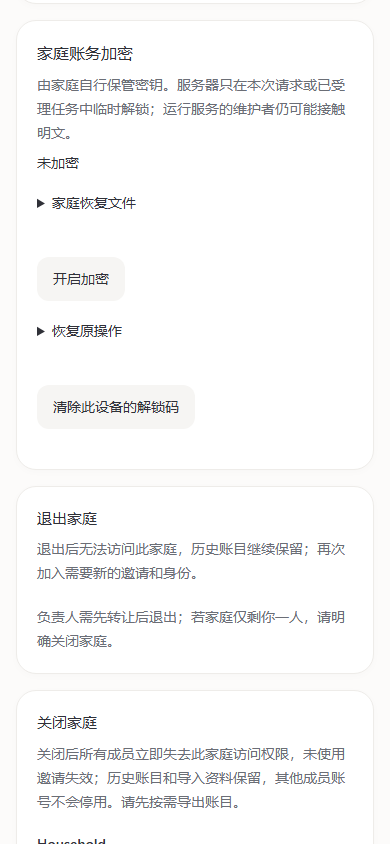 家庭账务加密
由家庭自行保管密钥。服务器只在本次请求或已受
理任务中临时解锁；运行服务的维护者仍可能接触
明文。
未加密
▶ 家庭恢复文件
开启加密
▶ 恢复原操作
清除此设备的解锁码
退出家庭
退出后无法访问此家庭，历史账目继续保留；再次
加入需要新的邀请和身份。
负责人需先转让后退出；若家庭仅剩你一人，请明
确关闭家庭。
关闭家庭
关闭后所有成员立即失去此家庭访问权限，未使用
邀请失效；历史账目和导入资料保留，其他成员账
号不会停用。请先按需导出账目。
Household